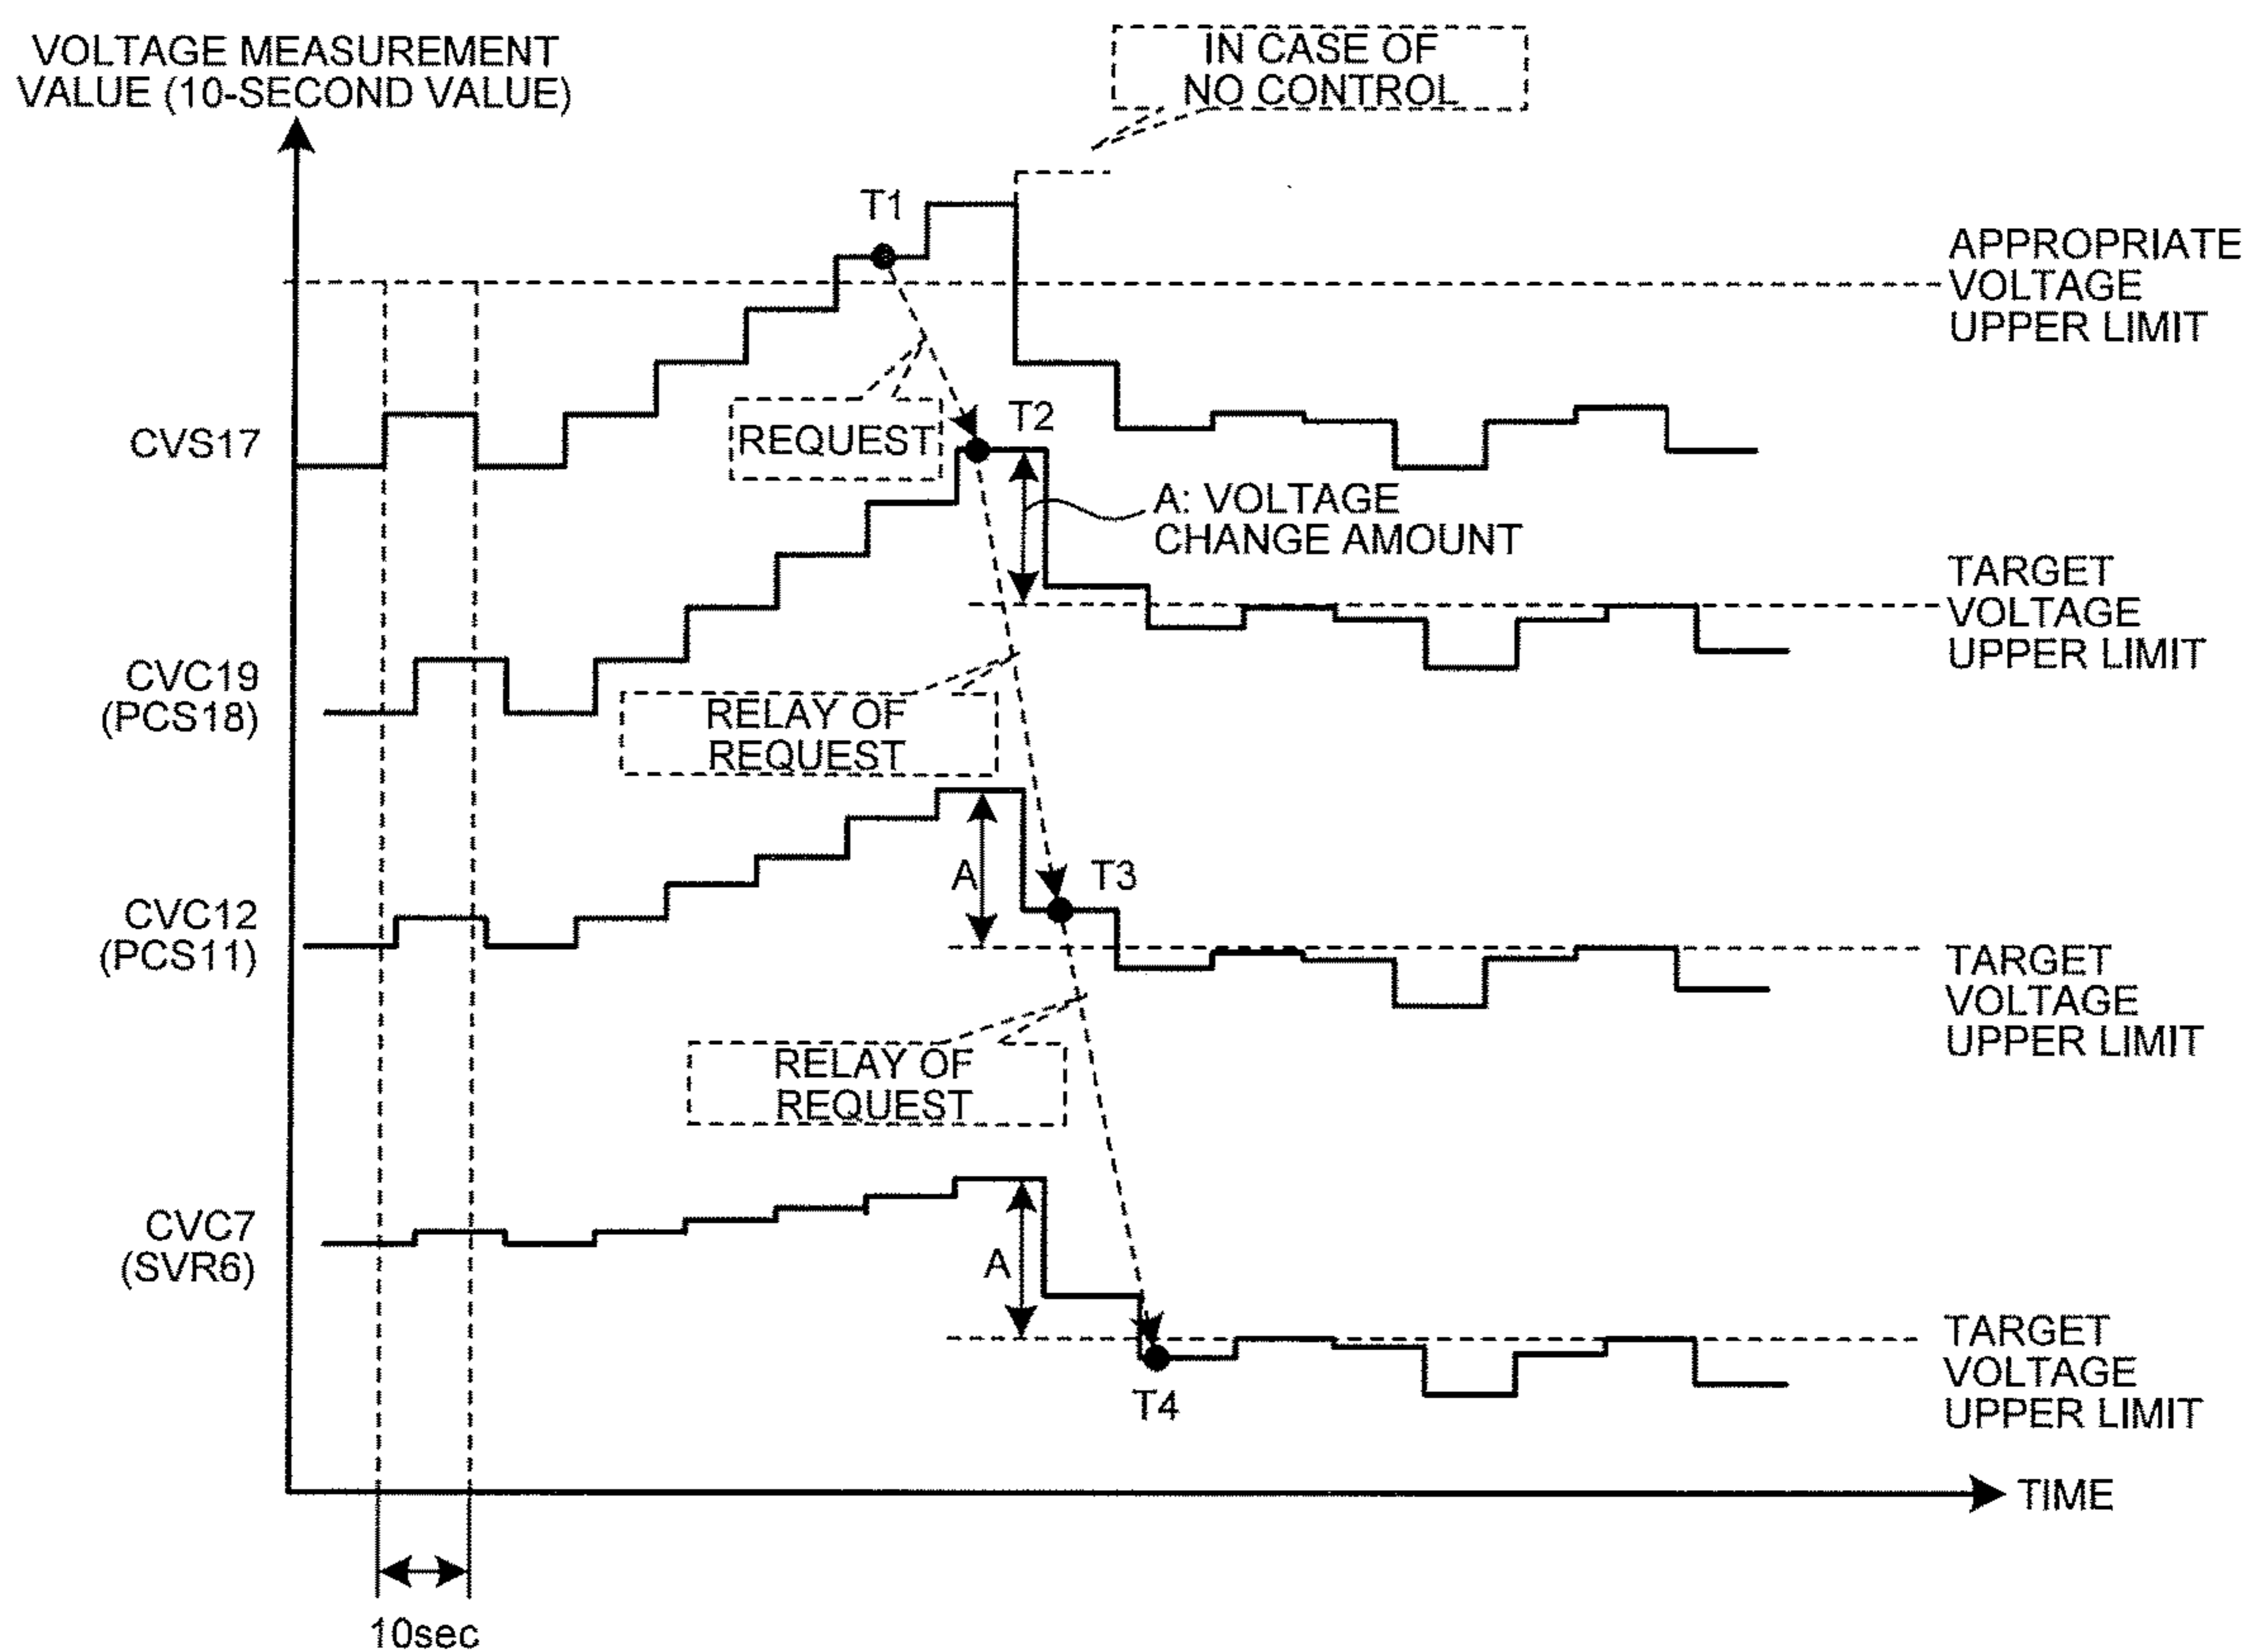 VOLTAGE MEASUREMENT
VALUE (10-SECOND VALUE)
IN CASE OF
NO CONTROL
T1
APPROPRIATE
VOLTAGE
UPPER LIMIT
CVS17
REQUEST
T2
A: VOLTAGE
CHANGE AMOUNT
TARGET
VOLTAGE
UPPER LIMIT
CVC19
(PCS18)
RELAY OF
REQUEST
A
T3
CVC12
(PCS11)
TARGET
VOLTAGE
UPPER LIMIT
RELAY OF
REQUEST
CVC7
(SVR6)
A
TARGET
VOLTAGE
UPPER LIMIT
T4
TIME
10sec